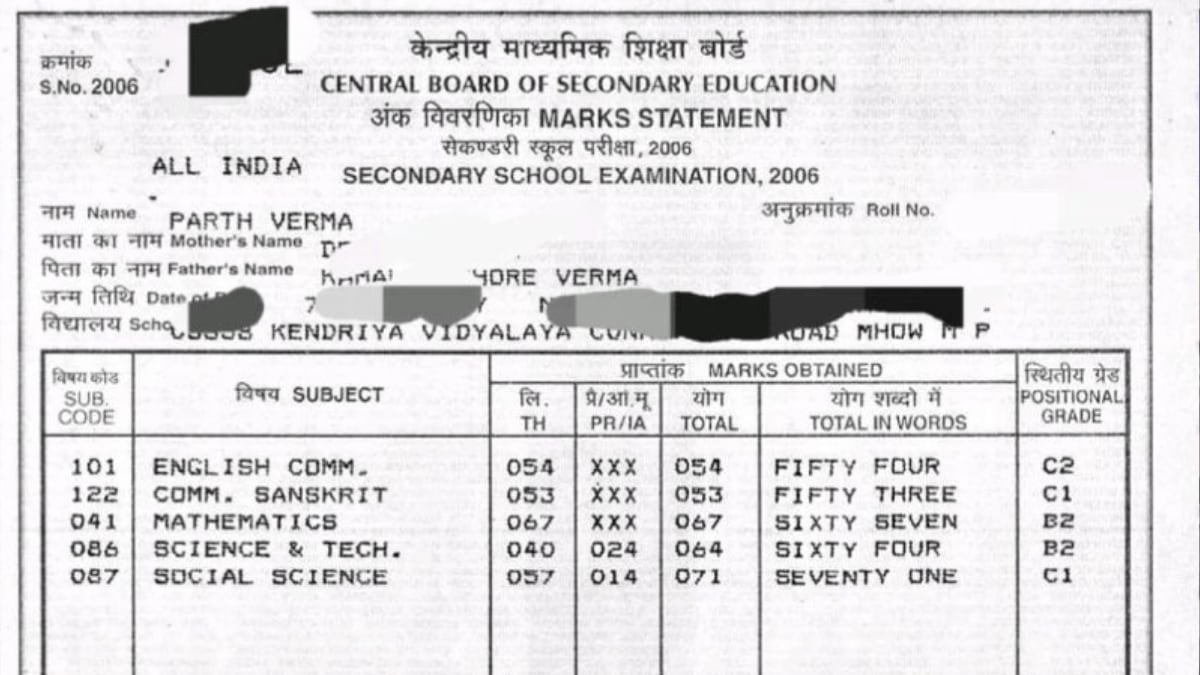 केन्द्रीय माध्यमिक शिक्षा बोर्ड
क्रमांक
S.No. 2006
CENTRAL BOARD OF SECONDARY EDUCATION
अंक विवरणिका MARKS STATEMENT
सेकण्डरी स्कूल परीक्षा, 2006
ALL INDIA
SECONDARY SCHOOL EXAMINATION, 2006
नाम Name PARTH VERMA
अनुक्रमांक Roll No.
माता का नाम Mother's Name
पिता का नाम Father's Name VERMA
जन्म तिथि Date of
विद्यालय KENDRIYA VIDYALAYA MHOW M P
विषय कोड SUB. CODE
विषय SUBJECT
प्राप्तांक MARKS OBTAINED
लि. TH
प्रै/आं.मू PR/IA
योग TOTAL
योग शब्दो में TOTAL IN WORDS
स्थितीय ग्रेड POSITIONAL GRADE
101 ENGLISH COMM. 054 XXX 054 FIFTY FOUR C2
122 COMM. SANSKRIT 053 XXX 053 FIFTY THREE C1
041 MATHEMATICS 067 XXX 067 SIXTY SEVEN B2
086 SCIENCE & TECH. 040 024 064 SIXTY FOUR B2
087 SOCIAL SCIENCE 057 014 071 SEVENTY ONE C1